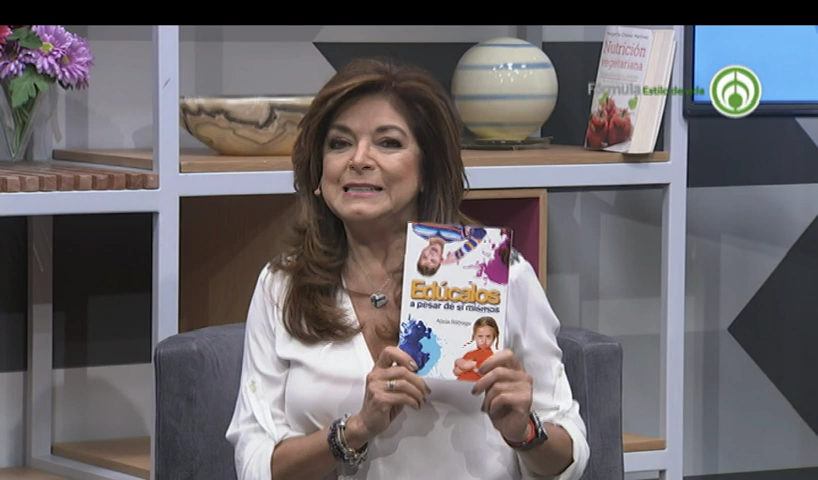 Nutrición
vegetariana
Fórmula Estilo de vida
Edúcalos
a pesar de sí mismos